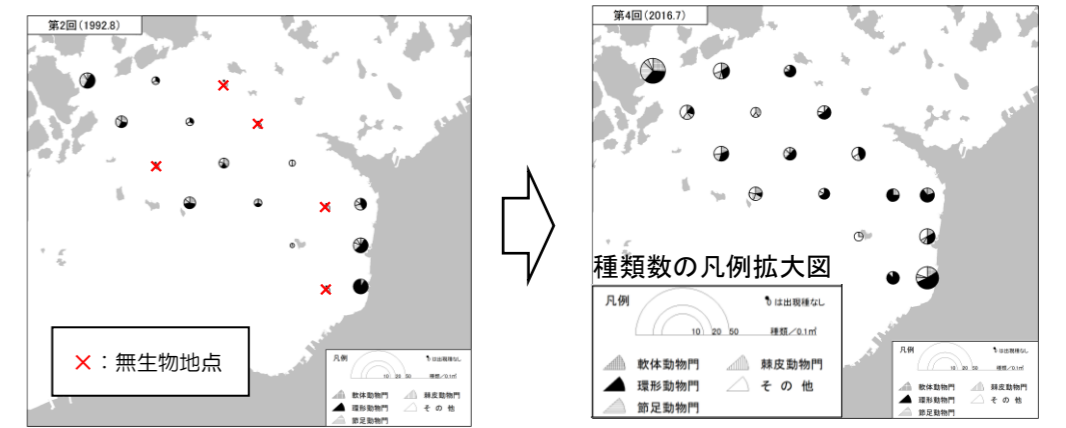 第2回(1992.8)
×：無生物地点
凡例
は出現種なし
10 20 50 種類/0.1㎡
軟体動物門 棘皮動物門
環形動物門 その他
節足動物門
第4回(2016.7)
種類数の凡例拡大図
凡例
は出現種なし
10 20 50 種類/0.1㎡
軟体動物門 棘皮動物門
環形動物門 その他
節足動物門
凡例
は出現種なし
10 20 50 種類/0.1㎡
軟体動物門 棘皮動物門
環形動物門 その他
節足動物門